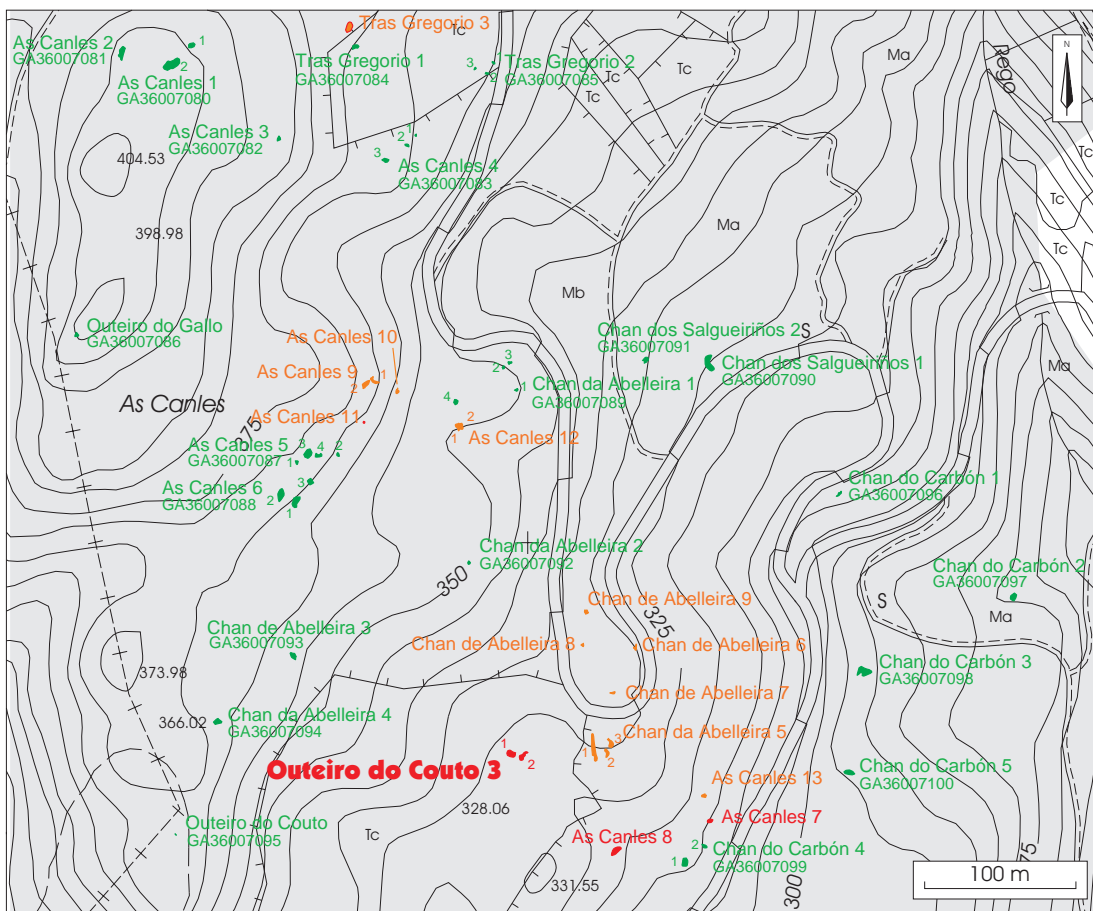 Tras Gregorio 3
Tc
As Canles 2
GA36007081
1
2
As Canles 1
GA36007080
Tras Gregorio 1
GA36007084
1
3
2
Tras Gregorio 2
GA36007085
Tc
Tc
Tc
Ma
Rego
N
Tc
Tc
Tc
As Canles 3
GA36007082
1
2
3
As Canles 4
GA36007083
404.53
398.98
Ma
Mb
Outeiro do Gallo
GA36007086
As Canles 10
As Canles 9
1
2
As Canles
As Canles 11
375
3
2
1
4
Chan da Abelleira 1
GA36007089
2
1
As Canles 12
Chan dos Salgueiriños 2
GA36007091
S
Chan dos Salgueiriños 1
GA36007090
Ma
As Canles 5
GA36007087
3
4
2
1
As Canles 6
GA36007088
3
2
1
Chan do Carbón 1
GA36007096
Chan da Abelleira 2
GA36007092
350
Chan do Carbón 2
GA36007097
S
Ma
Chan de Abelleira 9
325
Chan de Abelleira 3
GA36007093
Chan de Abelleira 8
Chan de Abelleira 6
373.98
Chan do Carbón 3
GA36007098
Chan de Abelleira 7
366.02
Chan da Abelleira 4
GA36007094
Chan da Abelleira 5
1
3
2
1
2
Outeiro do Couto 3
Chan do Carbón 5
GA36007100
As Canles 13
328.06
As Canles 7
Outeiro do Couto
GA36007095
Tc
As Canles 8
2
1
Chan do Carbón 4
GA36007099
331.55
300
75
100 m